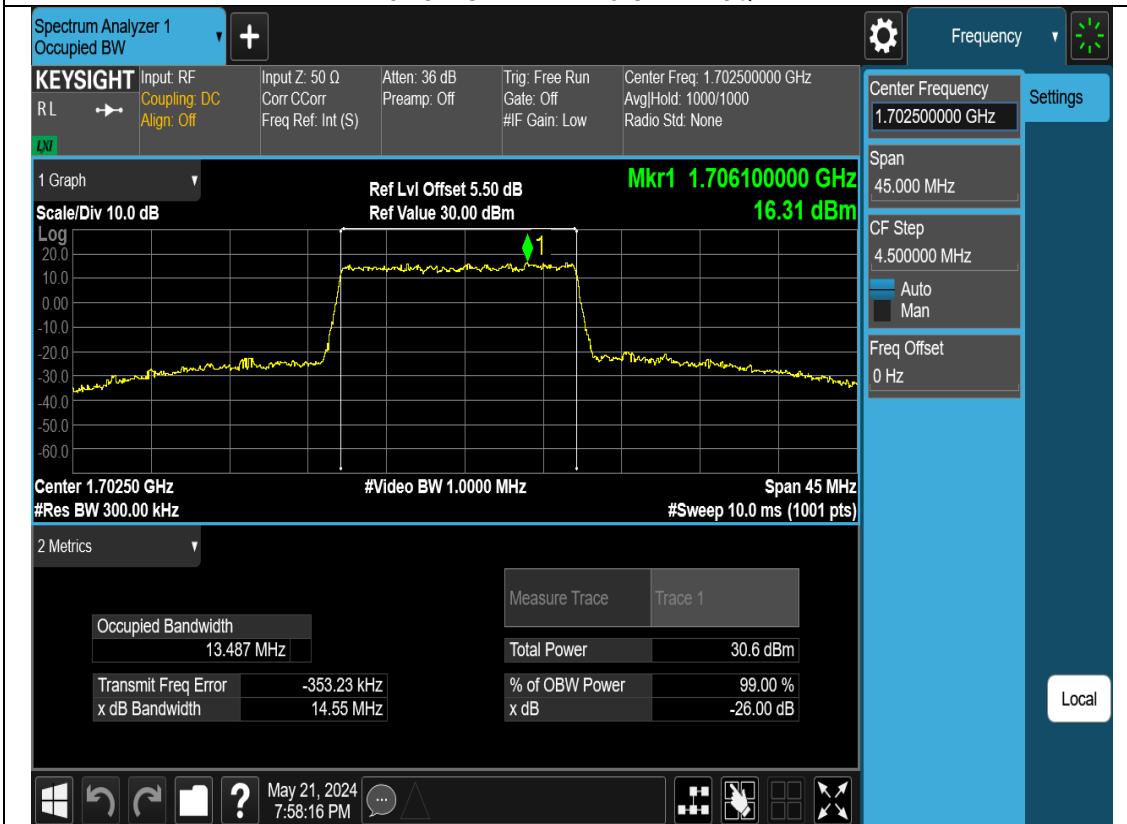 Spectrum Analyzer 1
Occupied BW
+
Frequency
KEYSIGHT
R L
LXI
Input: RF
Coupling: DC
Align: Off
Input Z: 50 Ω
Corr CCorr
Freq Ref: Int (S)
Atten: 36 dB
Preamp: Off
Trig: Free Run
Gate: Off
#IF Gain: Low
Center Freq: 1.702500000 GHz
Avg|Hold: 1000/1000
Radio Std: None
Center Frequency
1.702500000 GHz
Settings
Span
45.000 MHz
CF Step
4.500000 MHz
Auto
Man
Freq Offset
0 Hz
Local
1 Graph
Scale/Div 10.0 dB
Ref Lvl Offset 5.50 dB
Ref Value 30.00 dBm
Mkr1 1.706100000 GHz
16.31 dBm
Log
1
20.0
10.0
0.00
-10.0
-20.0
-30.0
-40.0
-50.0
-60.0
Center 1.70250 GHz
#Video BW 1.0000 MHz
Span 45 MHz
#Res BW 300.00 kHz
#Sweep 10.0 ms (1001 pts)
2 Metrics
Measure Trace Trace 1
Occupied Bandwidth
13.487 MHz
Total Power 30.6 dBm
Transmit Freq Error -353.23 kHz
% of OBW Power 99.00 %
x dB Bandwidth 14.55 MHz
x dB -26.00 dB
?
May 21, 2024
7:58:16 PM